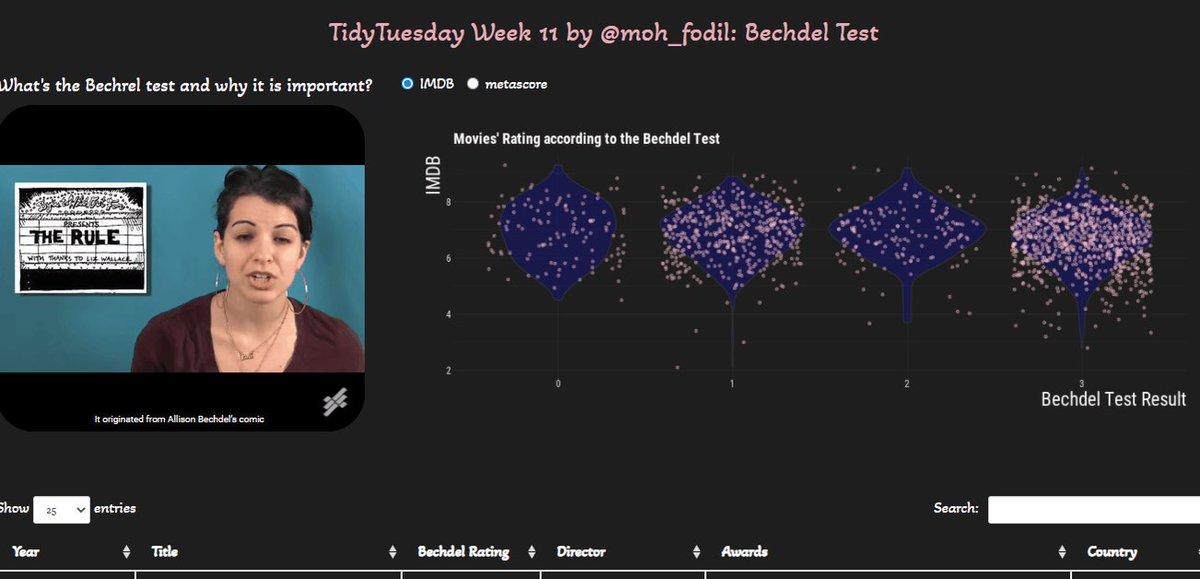 TidyTuesday Week 11 by @moh_fodil: Bechdel Test
What's the Bechrel test and why it is important?
IMDB metascore
PRESENTS
THE RULE
WITH THANKS TO LIZ WALLACE
It originated from Allison Bechdel's comic
Movies' Rating according to the Bechdel Test
IMDB
8
6
4
2
0 1 2 3
Bechdel Test Result
Show 25 entries
Search:
Year Title Bechdel Rating Director Awards Country